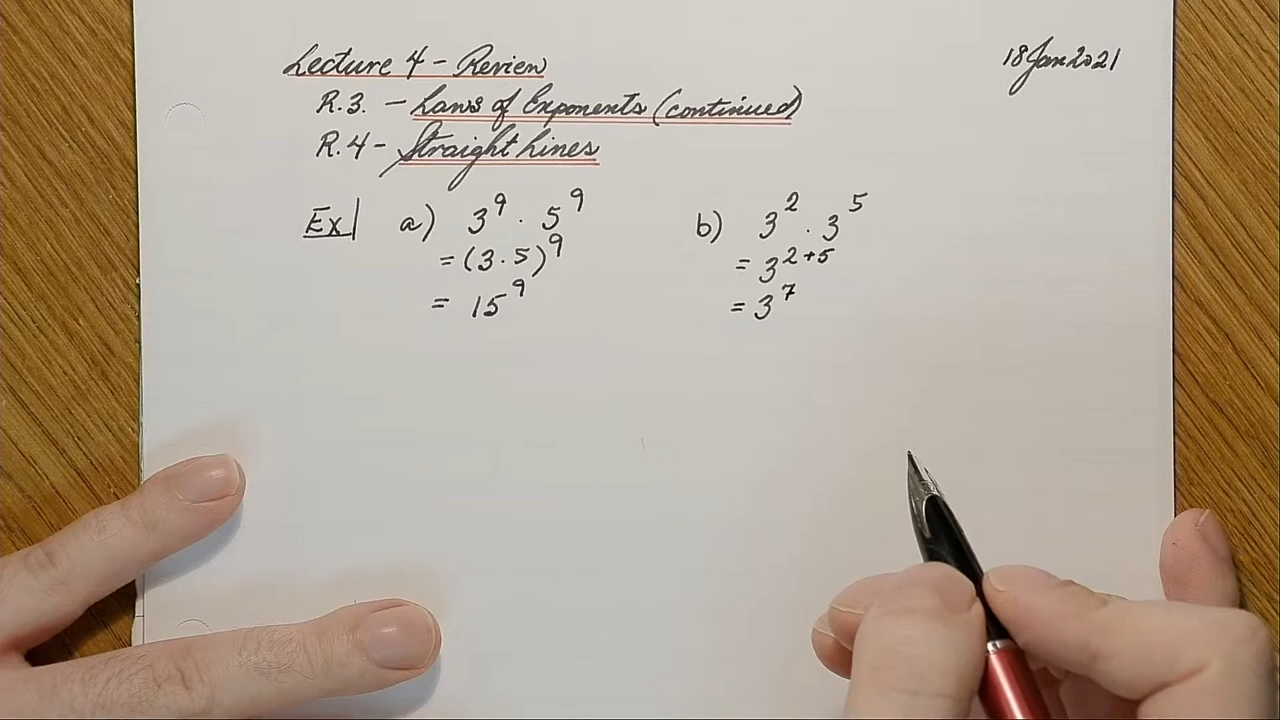 Lecture 4 - Review
18 Jan 2021
R.3. - Laws of Exponents (continued)
R.4 - Straight Lines
Ex1 a) 3⁹ · 5⁹ b) 3² · 3⁵
= (3 · 5)⁹ = 3²⁺⁵
= 15⁹ = 3⁷